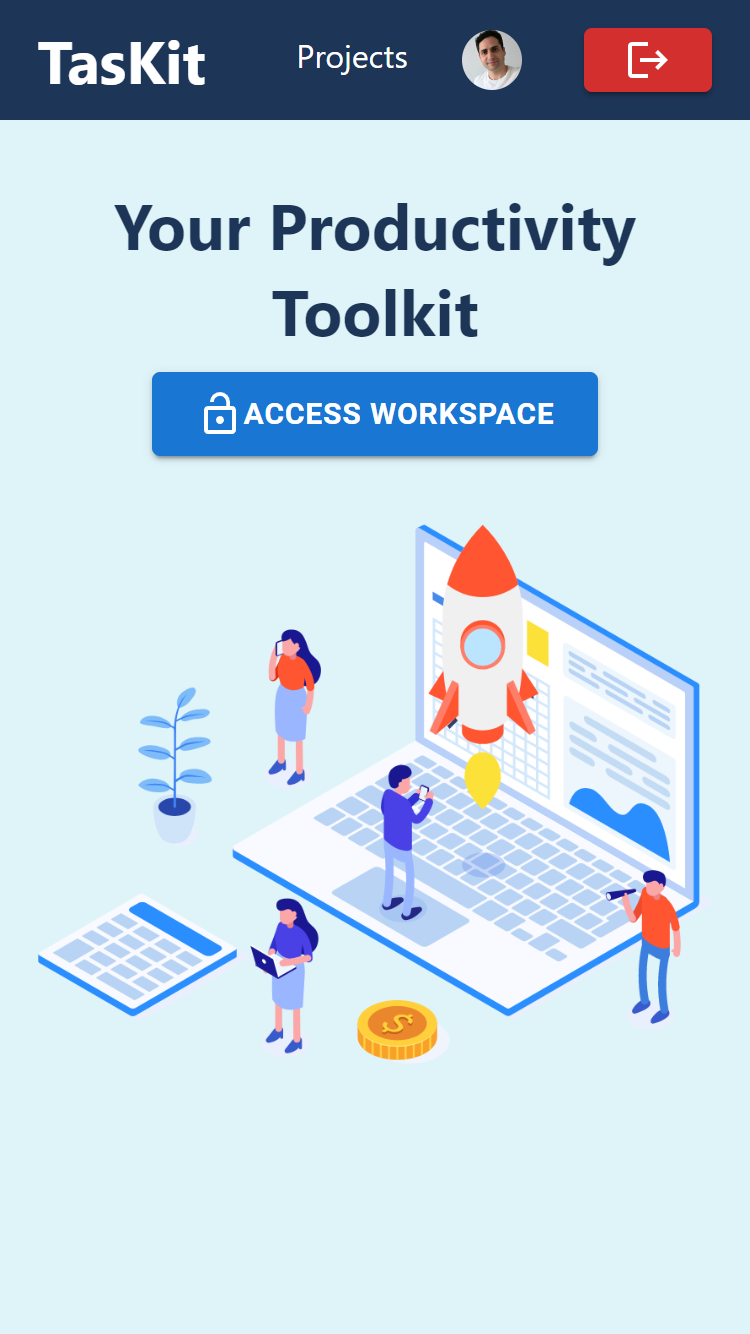 TasKit
Projects
Your Productivity
Toolkit
ACCESS WORKSPACE
$